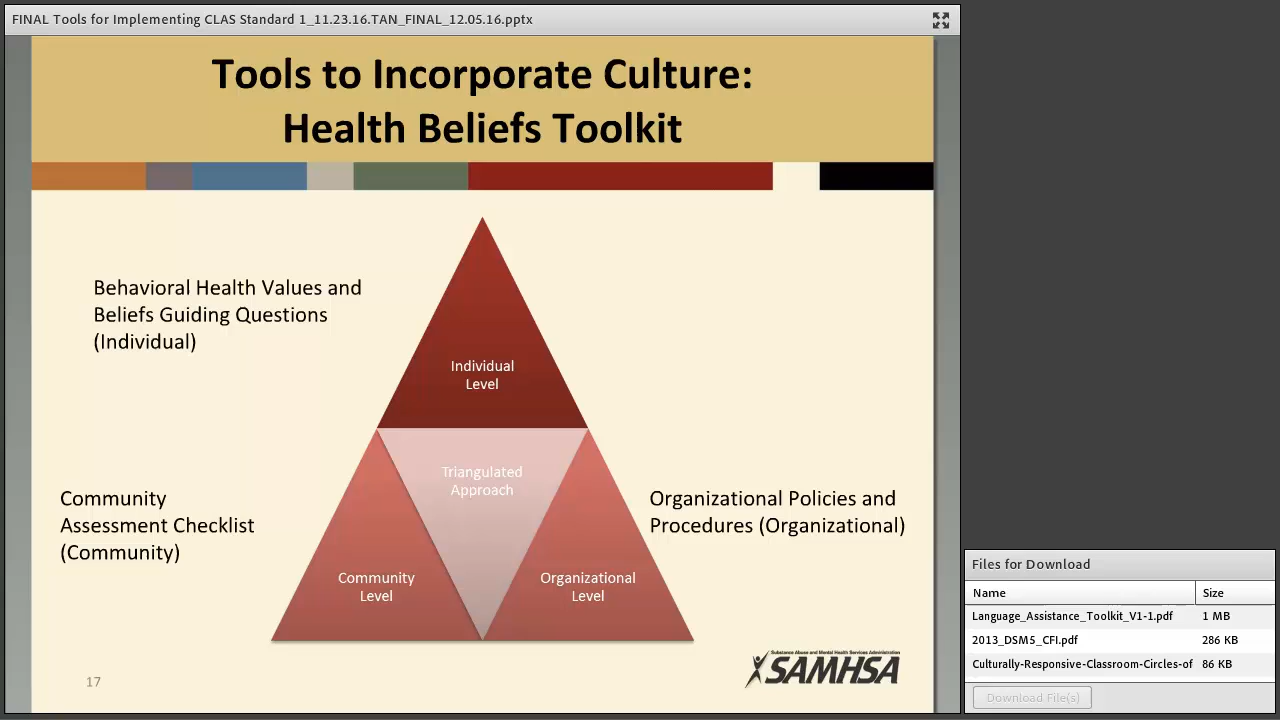 FINAL Tools for Implementing CLAS Standard 1_11.23.16.TAN_FINAL_12.05.16.pptx
Tools to Incorporate Culture:
Health Beliefs Toolkit
Behavioral Health Values and
Beliefs Guiding Questions
(Individual)
Individual
Level
Triangulated
Approach
Community
Assessment Checklist
(Community)
Organizational Policies and
Procedures (Organizational)
Community
Level
Organizational
Level
Substance Abuse and Mental Health Services Administration
SAMHSA
17
Files for Download
Name Size
Language_Assistance_Toolkit_V1-1.pdf 1 MB
2013_DSM5_CFI.pdf 286 KB
Culturally-Responsive-Classroom-Circles-of 86 KB
Download File(s)